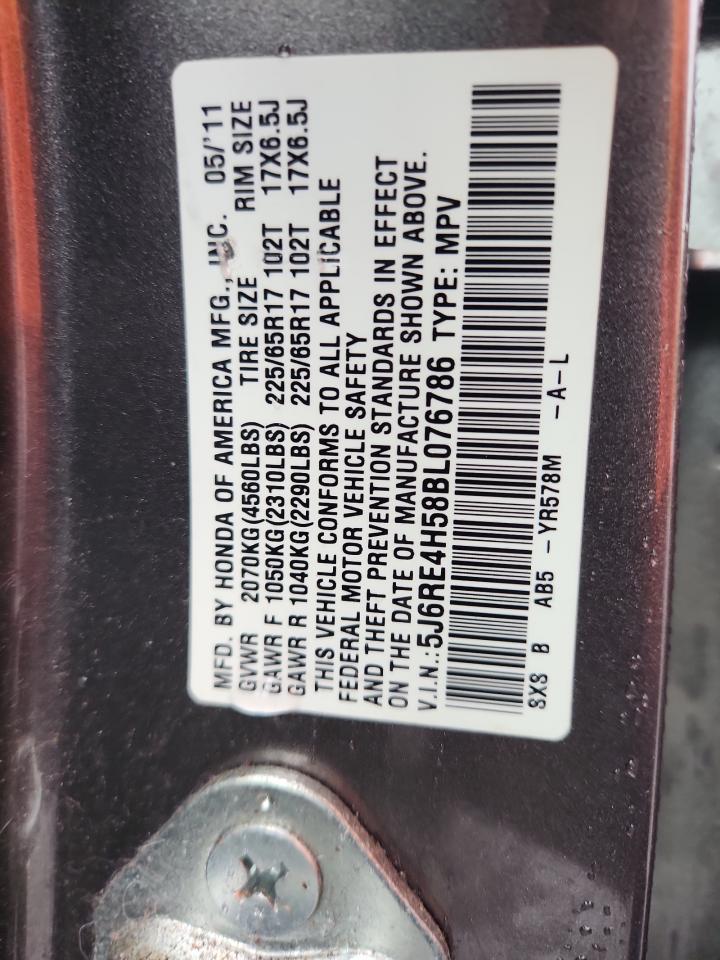 MFD. BY HONDA OF AMERICA MFG., INC. 05/'11
GVWR 2070KG(4560LBS) TIRE SIZE RIM SIZE
GAWR F 1050KG(2310LBS) 225/65R17 102T 17X6.5J
GAWR R 1040KG(2290LBS) 225/65R17 102T 17X6.5J
THIS VEHICLE CONFORMS TO ALL APPLICABLE
FEDERAL MOTOR VEHICLE SAFETY
AND THEFT PREVENTION STANDARDS IN EFFECT
ON THE DATE OF MANUFACTURE SHOWN ABOVE.
V.I.N.:5J6RE4H58BL076786 TYPE: MPV
SXS B AB5 -YR578M -A-L